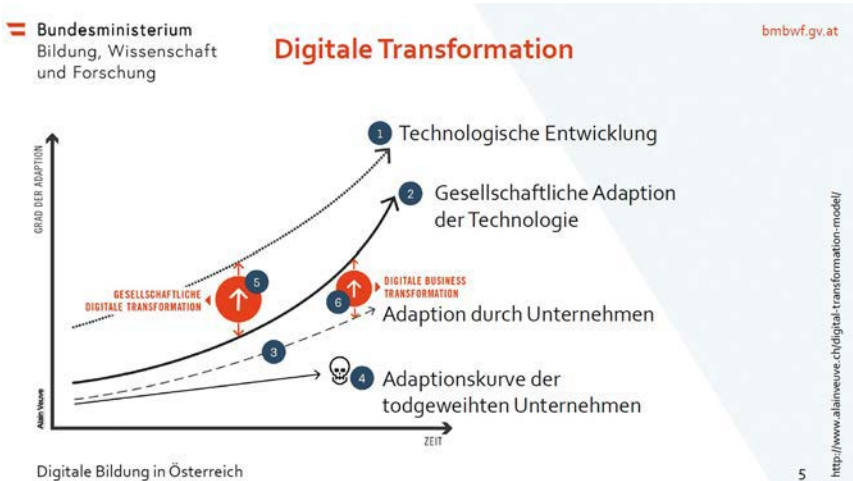 Bundesministerium
Bildung, Wissenschaft
und Forschung
Digitale Transformation
bmbwf.gv.at
GRAD DER ADAPTION
1 Technologische Entwicklung
2 Gesellschaftliche Adaption
der Technologie
5
GESELLSCHAFTLICHE
DIGITALE TRANSFORMATION
6
DIGITALE BUSINESS
TRANSFORMATION
Adaption durch Unternehmen
3
4 Adaptionskurve der
todgeweihten Unternehmen
Alain Veuve
ZEIT
http://www.alainveuve.ch/digital-transformation-model/
Digitale Bildung in Österreich
5